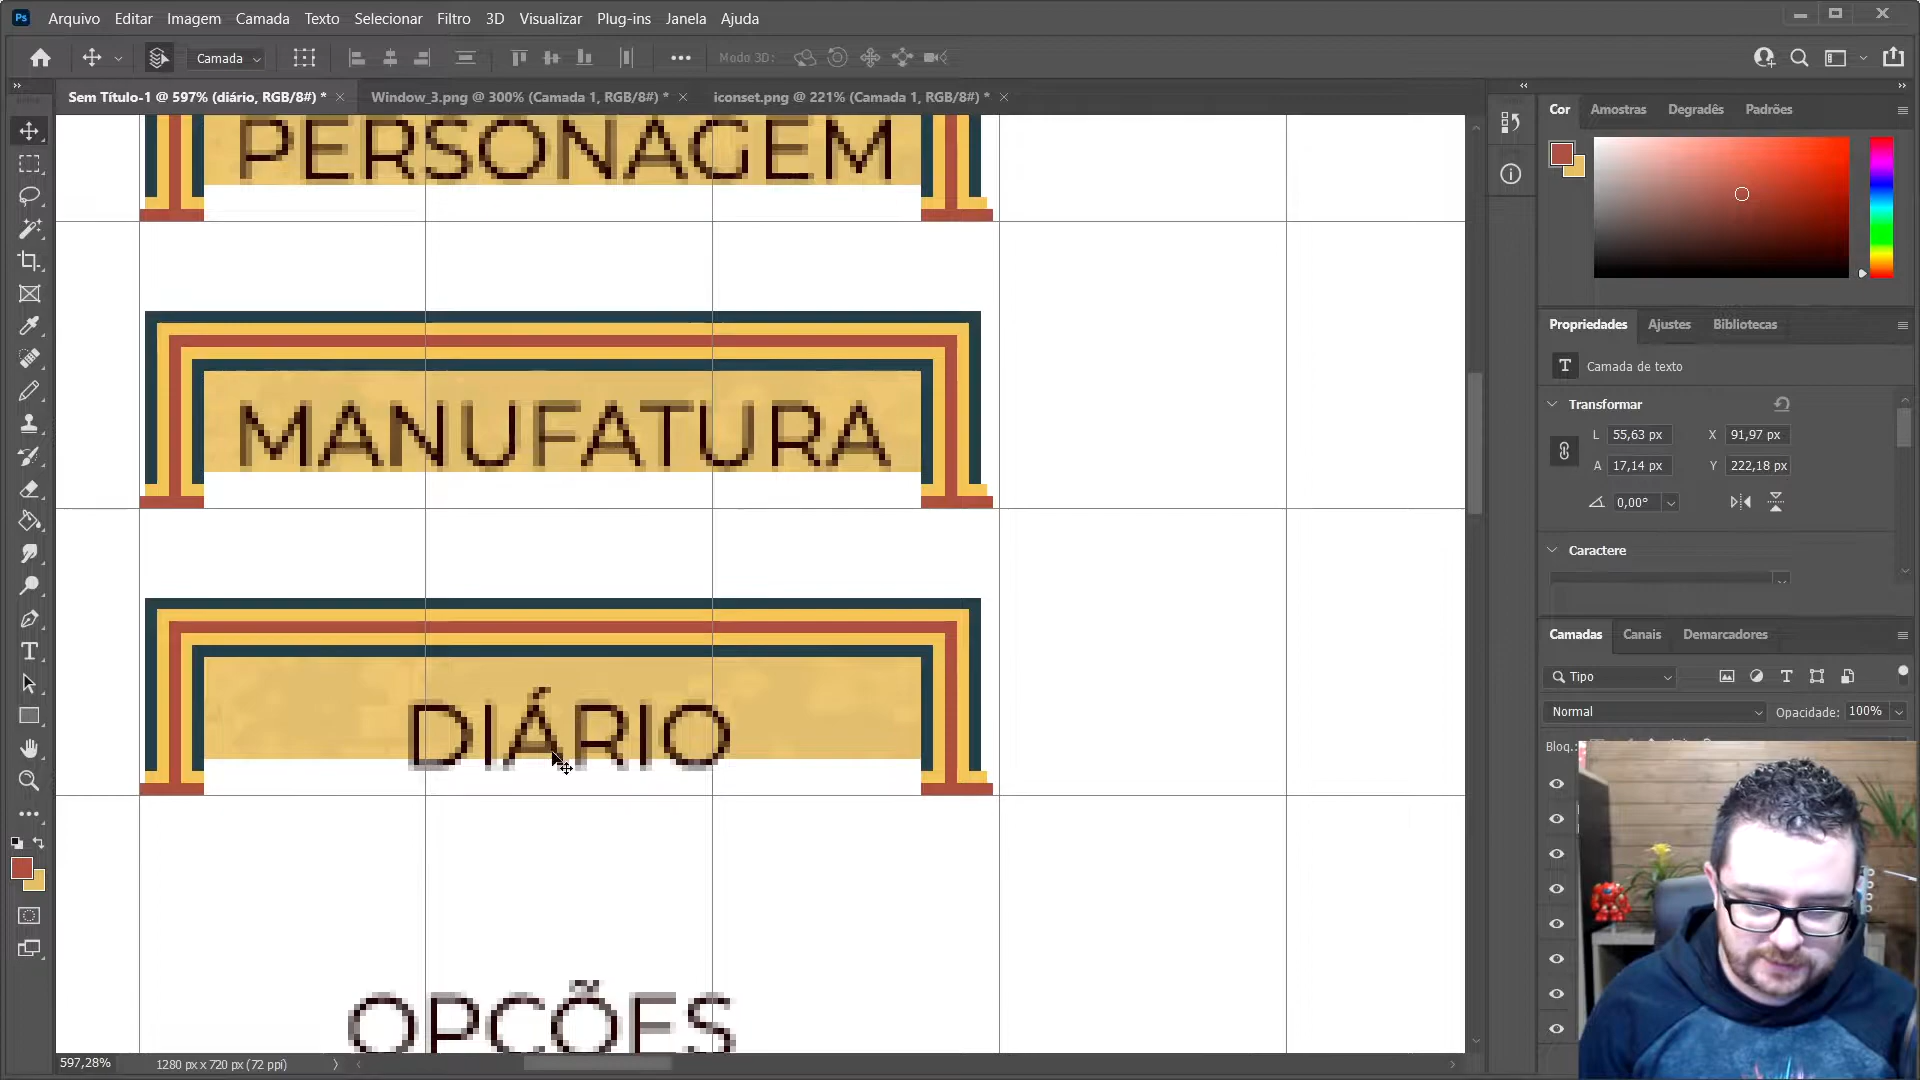 Ps Arquivo Editar Imagem Camada Texto Selecionar Filtro 3D Visualizar Plug-ins Janela Ajuda
Camada Modo 3D:
Sem Título-1 @ 597% (diário, RGB/8#) * Window_3.png @ 300% (Camada 1, RGB/8#) * iconset.png @ 221% (Camada 1, RGB/8#) *
Cor Amostras Degradês Padrões
PERSONAGEM
MANUFATURA
DIÁRIO
OPÇÕES
Propriedades Ajustes Bibliotecas
Camada de texto
Transformar
L 55,63 px X 91,97 px
A 17,14 px Y 222,18 px
0,00°
Caractere
Camadas Canais Demarcadores
Tipo
Normal Opacidade: 100%
Bloq.:
597,28% 1280 px x 720 px (72 ppi)